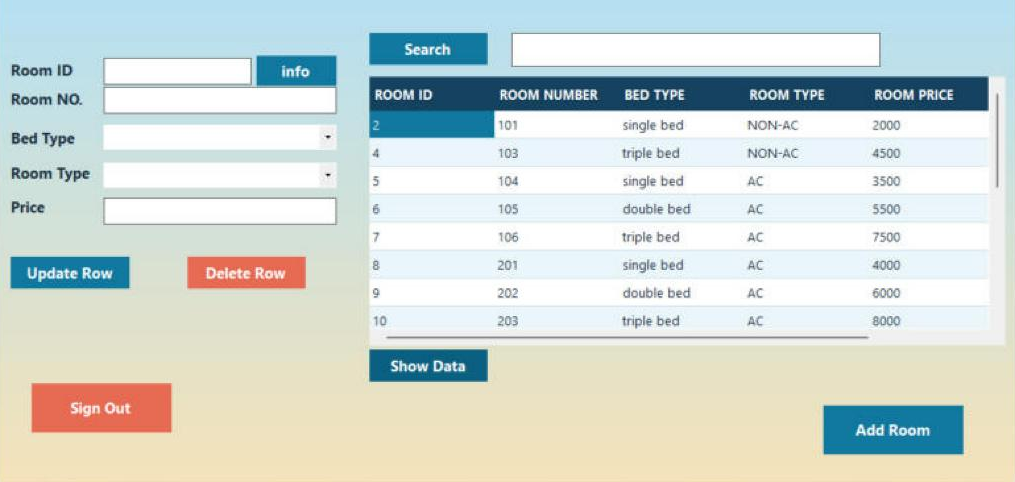 Room ID
info
Room NO.
Bed Type
Room Type
Price
Update Row
Delete Row
Sign Out
Search
ROOM ID ROOM NUMBER BED TYPE ROOM TYPE ROOM PRICE
2 101 single bed NON-AC 2000
4 103 triple bed NON-AC 4500
5 104 single bed AC 3500
6 105 double bed AC 5500
7 106 triple bed AC 7500
8 201 single bed AC 4000
9 202 double bed AC 6000
10 203 triple bed AC 8000
Show Data
Add Room